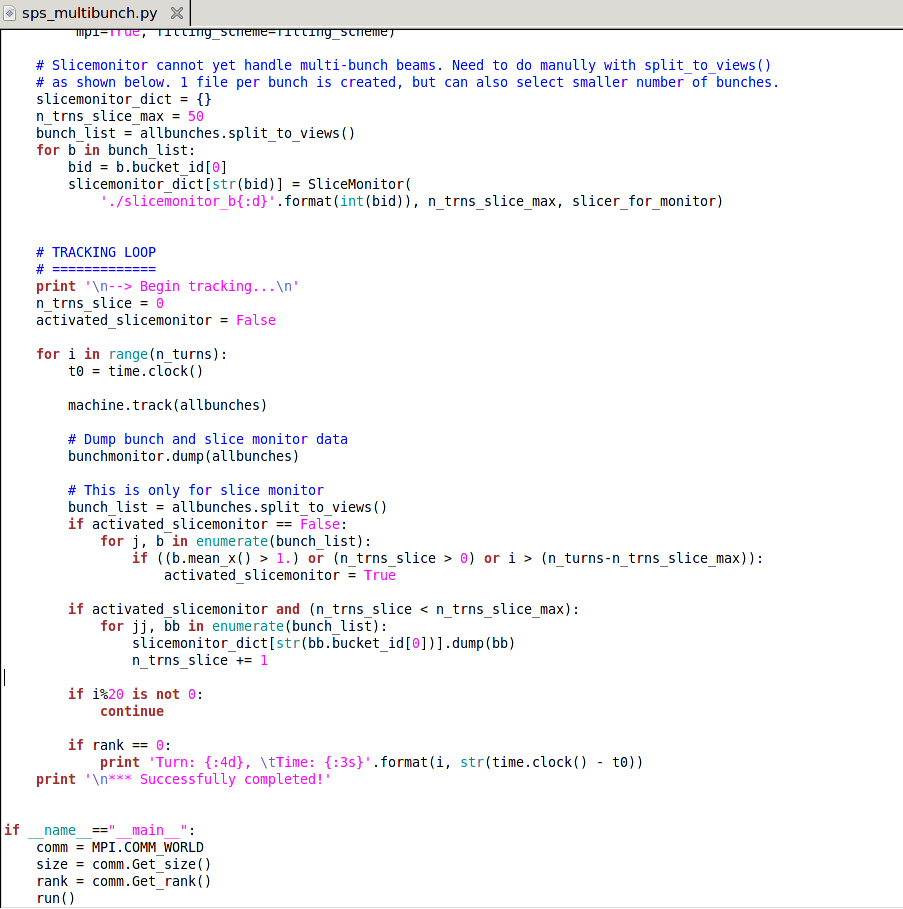 sps_multibunch.py
mpi=True, filling_scheme=filling_scheme)
# Slicemonitor cannot yet handle multi-bunch beams. Need to do manully with split_to_views()
# as shown below. 1 file per bunch is created, but can also select smaller number of bunches.
slicemonitor_dict = {}
n_trns_slice_max = 50
bunch_list = allbunches.split_to_views()
for b in bunch_list:
bid = b.bucket_id[0]
slicemonitor_dict[str(bid)] = SliceMonitor(
'./slicemonitor_b{:d}'.format(int(bid)), n_trns_slice_max, slicer_for_monitor)
# TRACKING LOOP
# =============
print '\n--> Begin tracking...\n'
n_trns_slice = 0
activated_slicemonitor = False
for i in range(n_turns):
t0 = time.clock()
machine.track(allbunches)
# Dump bunch and slice monitor data
bunchmonitor.dump(allbunches)
# This is only for slice monitor
bunch_list = allbunches.split_to_views()
if activated_slicemonitor == False:
for j, b in enumerate(bunch_list):
if ((b.mean_x() > 1.) or (n_trns_slice > 0) or i > (n_turns-n_trns_slice_max)):
activated_slicemonitor = True
if activated_slicemonitor and (n_trns_slice < n_trns_slice_max):
for jj, bb in enumerate(bunch_list):
slicemonitor_dict[str(bb.bucket_id[0])].dump(bb)
n_trns_slice += 1
if i%20 is not 0:
continue
if rank == 0:
print 'Turn: {:4d}, \tTime: {:3s}'.format(i, str(time.clock() - t0))
print '\n*** Successfully completed!'
if __name__=="__main__":
comm = MPI.COMM_WORLD
size = comm.Get_size()
rank = comm.Get_rank()
run()